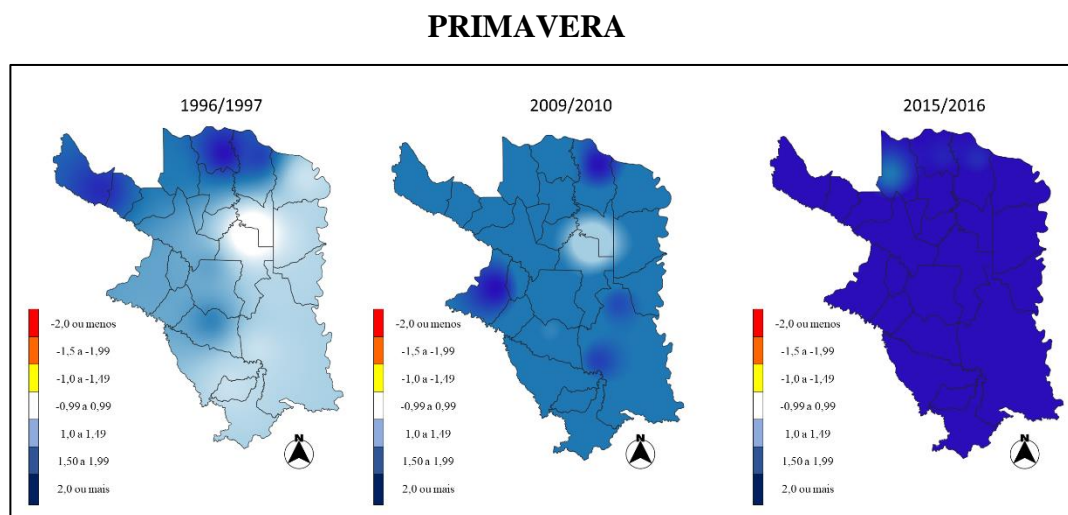 PRIMAVERA
1996/1997
-2,0 ou menos
-1,5 a -1,99
-1,0 a -1,49
-0,99 a 0,99
1,0 a 1,49
1,50 a 1,99
2,0 ou mais
N
2009/2010
-2,0 ou menos
-1,5 a -1,99
-1,0 a -1,49
-0,99 a 0,99
1,0 a 1,49
1,50 a 1,99
2,0 ou mais
N
2015/2016
-2,0 ou menos
-1,5 a -1,99
-1,0 a -1,49
-0,99 a 0,99
1,0 a 1,49
1,50 a 1,99
2,0 ou mais
N